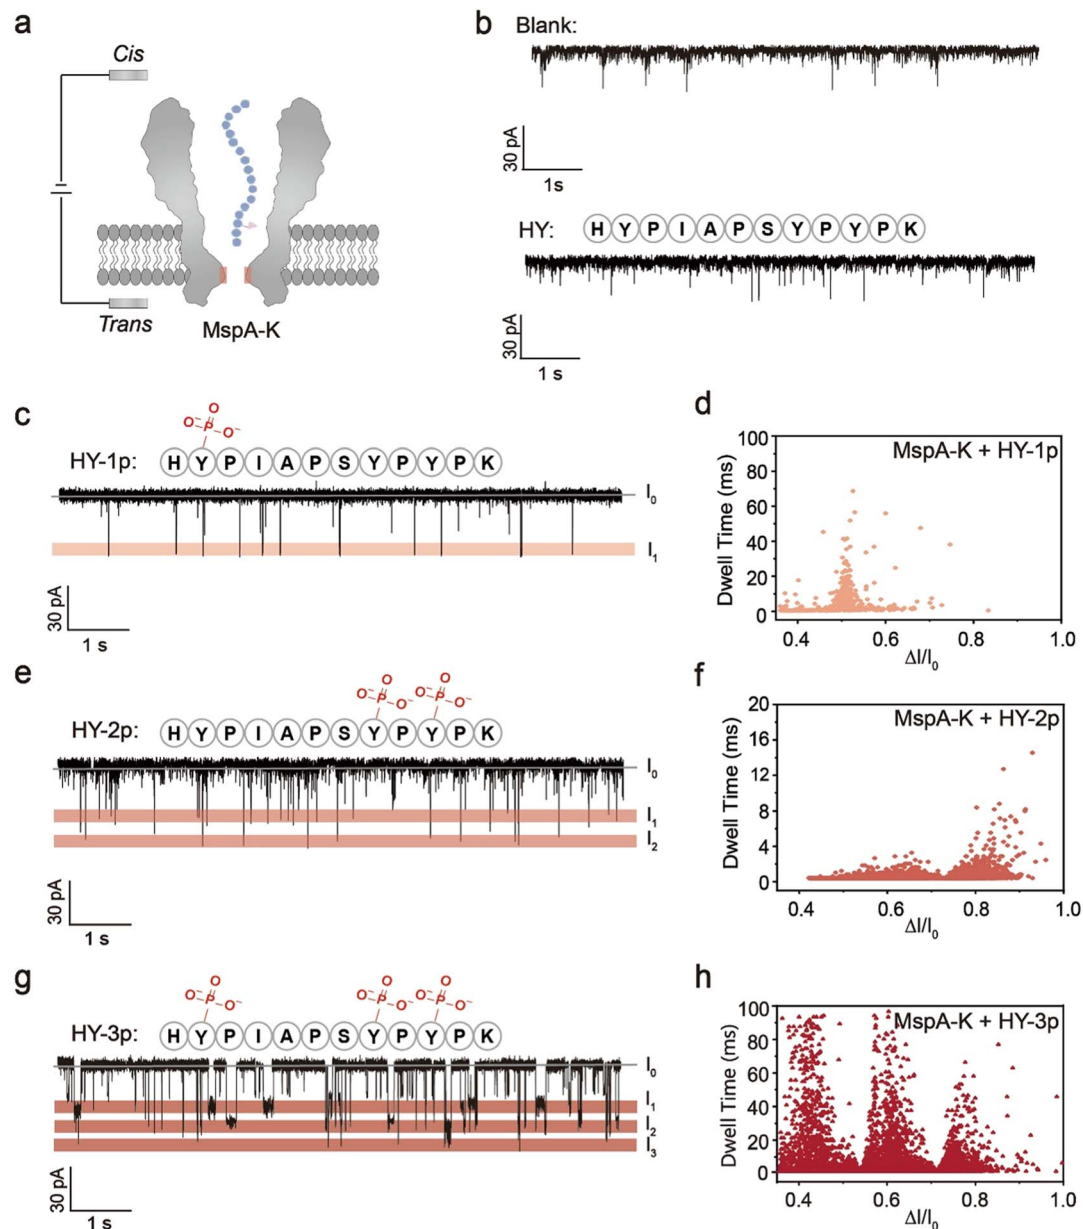 a
Cis
Trans
MspA-K
b
Blank:
30 pA
1s
HY: H Y P I A P S Y P Y P K
30 pA
1 s
c
O
O⁻ P O⁻
HY-1p: H Y P I A P S Y P Y P K
I₀
I₁
30 pA
1 s
d
MspA-K + HY-1p
100
80
60
40
20
0
Dwell Time (ms)
0.4 0.6 0.8 1.0
ΔI/I₀
e
O O
O⁻ P O⁻ O⁻ P O⁻
HY-2p: H Y P I A P S Y P Y P K
I₀
I₁
I₂
30 pA
1 s
f
MspA-K + HY-2p
20
16
12
8
4
0
Dwell Time (ms)
0.4 0.6 0.8 1.0
ΔI/I₀
g
O O O
O⁻ P O⁻ O⁻ P O⁻ O⁻ P O⁻
HY-3p: H Y P I A P S Y P Y P K
I₀
I₁
I₂
I₃
30 pA
1 s
h
MspA-K + HY-3p
100
80
60
40
20
0
Dwell Time (ms)
0.4 0.6 0.8 1.0
ΔI/I₀